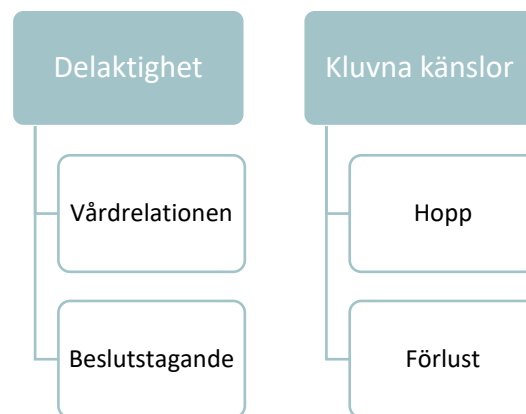 Delaktighet
Vårdrelationen
Beslutstagande
Kluvna känslor
Hopp
Förlust